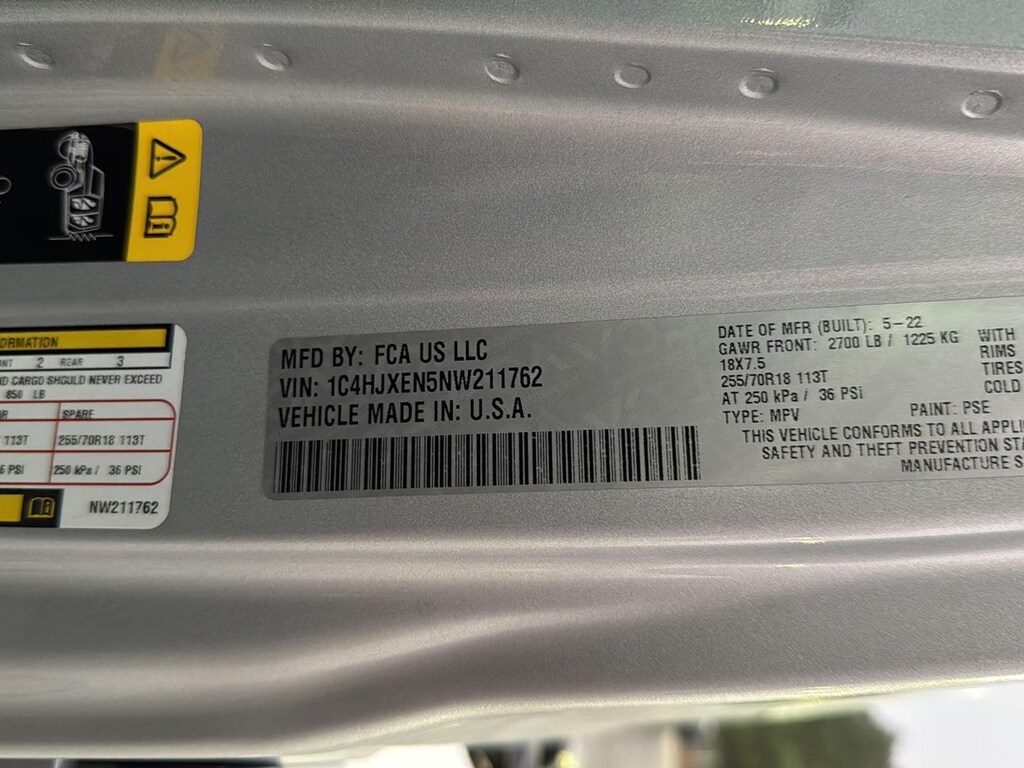 ORMATION
NT 2 REAR 3
D CARGO SHOULD NEVER EXCEED
850 LB
AR SPARE
113T 255/70R18 113T
6 PSI 250 kPa / 36 PSI
NW211762
MFD BY: FCA US LLC
VIN: 1C4HJXEN5NW211762
VEHICLE MADE IN: U.S.A.
DATE OF MFR (BUILT): 5-22
GAWR FRONT: 2700 LB / 1225 KG WITH
18X7.5 RIMS
255/70R18 113T TIRES
AT 250 kPa / 36 PSi COLD
TYPE: MPV PAINT: PSE
THIS VEHICLE CONFORMS TO ALL APPLI
SAFETY AND THEFT PREVENTION STA
MANUFACTURE S